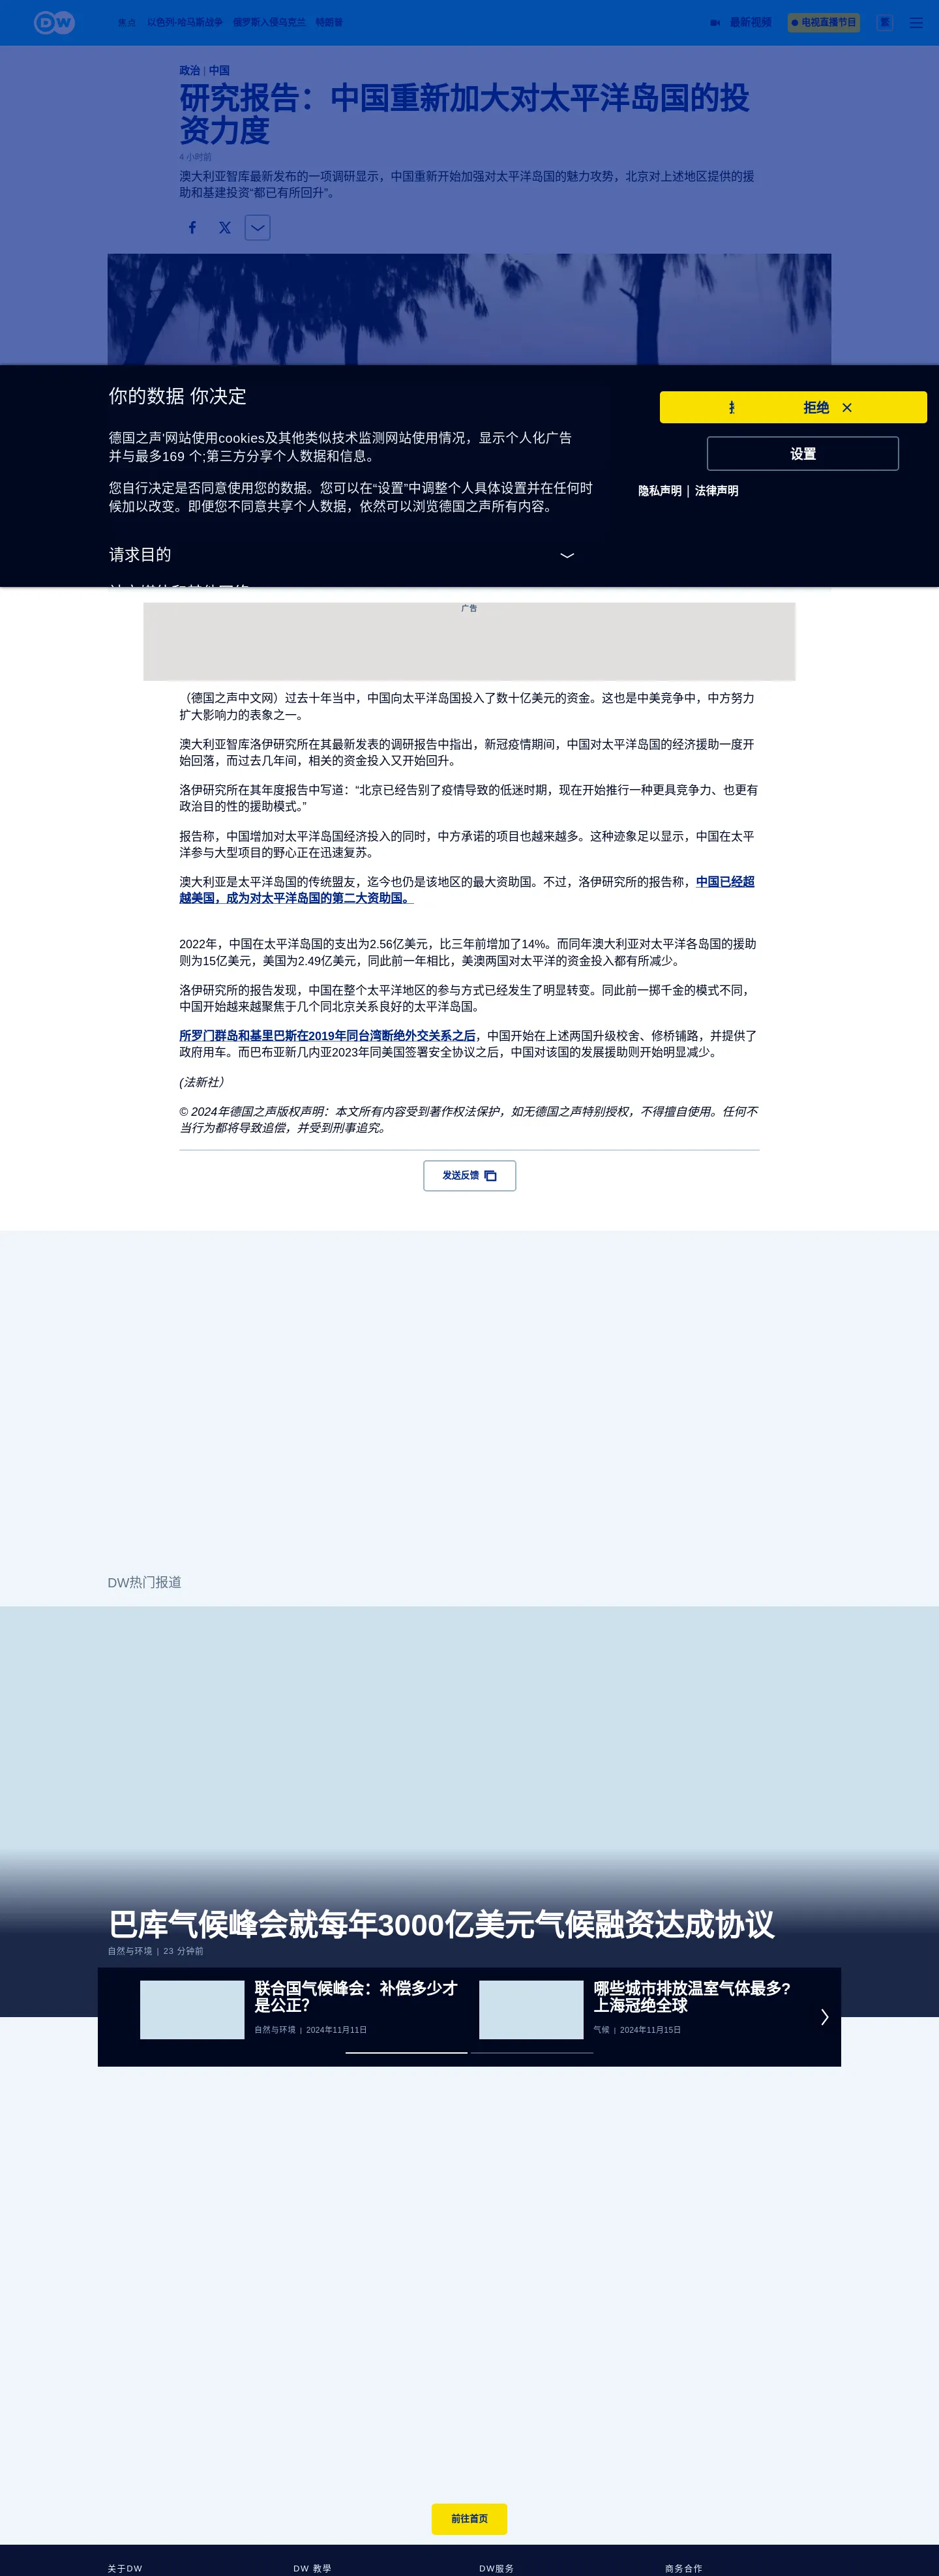 DW
焦点 以色列-哈马斯战争 俄罗斯入侵乌克兰 特朗普
最新视频 电视直播节目 繁
政治 | 中国
研究报告：中国重新加大对太平洋岛国的投
资力度
4 小时前
澳大利亚智库最新发布的一项调研显示，中国重新开始加强对太平洋岛国的魅力攻势，北京对上述地区提供的援
助和基建投资“都已有所回升”。
你的数据 你决定
德国之声'网站使用cookies及其他类似技术监测网站使用情况，显示个人化广告
并与最多169 个;第三方分享个人数据和信息。
您自行决定是否同意使用您的数据。您可以在“设置”中调整个人具体设置并在任何时
候加以改变。即便您不同意共享个人数据，依然可以浏览德国之声所有内容。
请求目的
拒绝
设置
隐私声明 | 法律声明
广告
（德国之声中文网）过去十年当中，中国向太平洋岛国投入了数十亿美元的资金。这也是中美竞争中，中方努力
扩大影响力的表象之一。
澳大利亚智库洛伊研究所在其最新发表的调研报告中指出，新冠疫情期间，中国对太平洋岛国的经济援助一度开
始回落，而过去几年间，相关的资金投入又开始回升。
洛伊研究所在其年度报告中写道：“北京已经告别了疫情导致的低迷时期，现在开始推行一种更具竞争力、也更有
政治目的性的援助模式。”
报告称，中国增加对太平洋岛国经济投入的同时，中方承诺的项目也越来越多。这种迹象足以显示，中国在太平
洋参与大型项目的野心正在迅速复苏。
澳大利亚是太平洋岛国的传统盟友，迄今也仍是该地区的最大资助国。不过，洛伊研究所的报告称，中国已经超
越美国，成为对太平洋岛国的第二大资助国。
2022年，中国在太平洋岛国的支出为2.56亿美元，比三年前增加了14%。而同年澳大利亚对太平洋各岛国的援助
则为15亿美元，美国为2.49亿美元，同此前一年相比，美澳两国对太平洋的资金投入都有所减少。
洛伊研究所的报告发现，中国在整个太平洋地区的参与方式已经发生了明显转变。同此前一掷千金的模式不同，
中国开始越来越聚焦于几个同北京关系良好的太平洋岛国。
所罗门群岛和基里巴斯在2019年同台湾断绝外交关系之后，中国开始在上述两国升级校舍、修桥铺路，并提供了
政府用车。而巴布亚新几内亚2023年同美国签署安全协议之后，中国对该国的发展援助则开始明显减少。
(法新社）
© 2024年德国之声版权声明：本文所有内容受到著作权法保护，如无德国之声特别授权，不得擅自使用。任何不
当行为都将导致追偿，并受到刑事追究。
发送反馈
DW热门报道
巴库气候峰会就每年3000亿美元气候融资达成协议
自然与环境 | 23 分钟前
联合国气候峰会：补偿多少才
是公正？
自然与环境 | 2024年11月11日
哪些城市排放温室气体最多？
上海冠绝全球
气候 | 2024年11月15日
前往首页
关于DW DW 教學 DW服务 商务合作